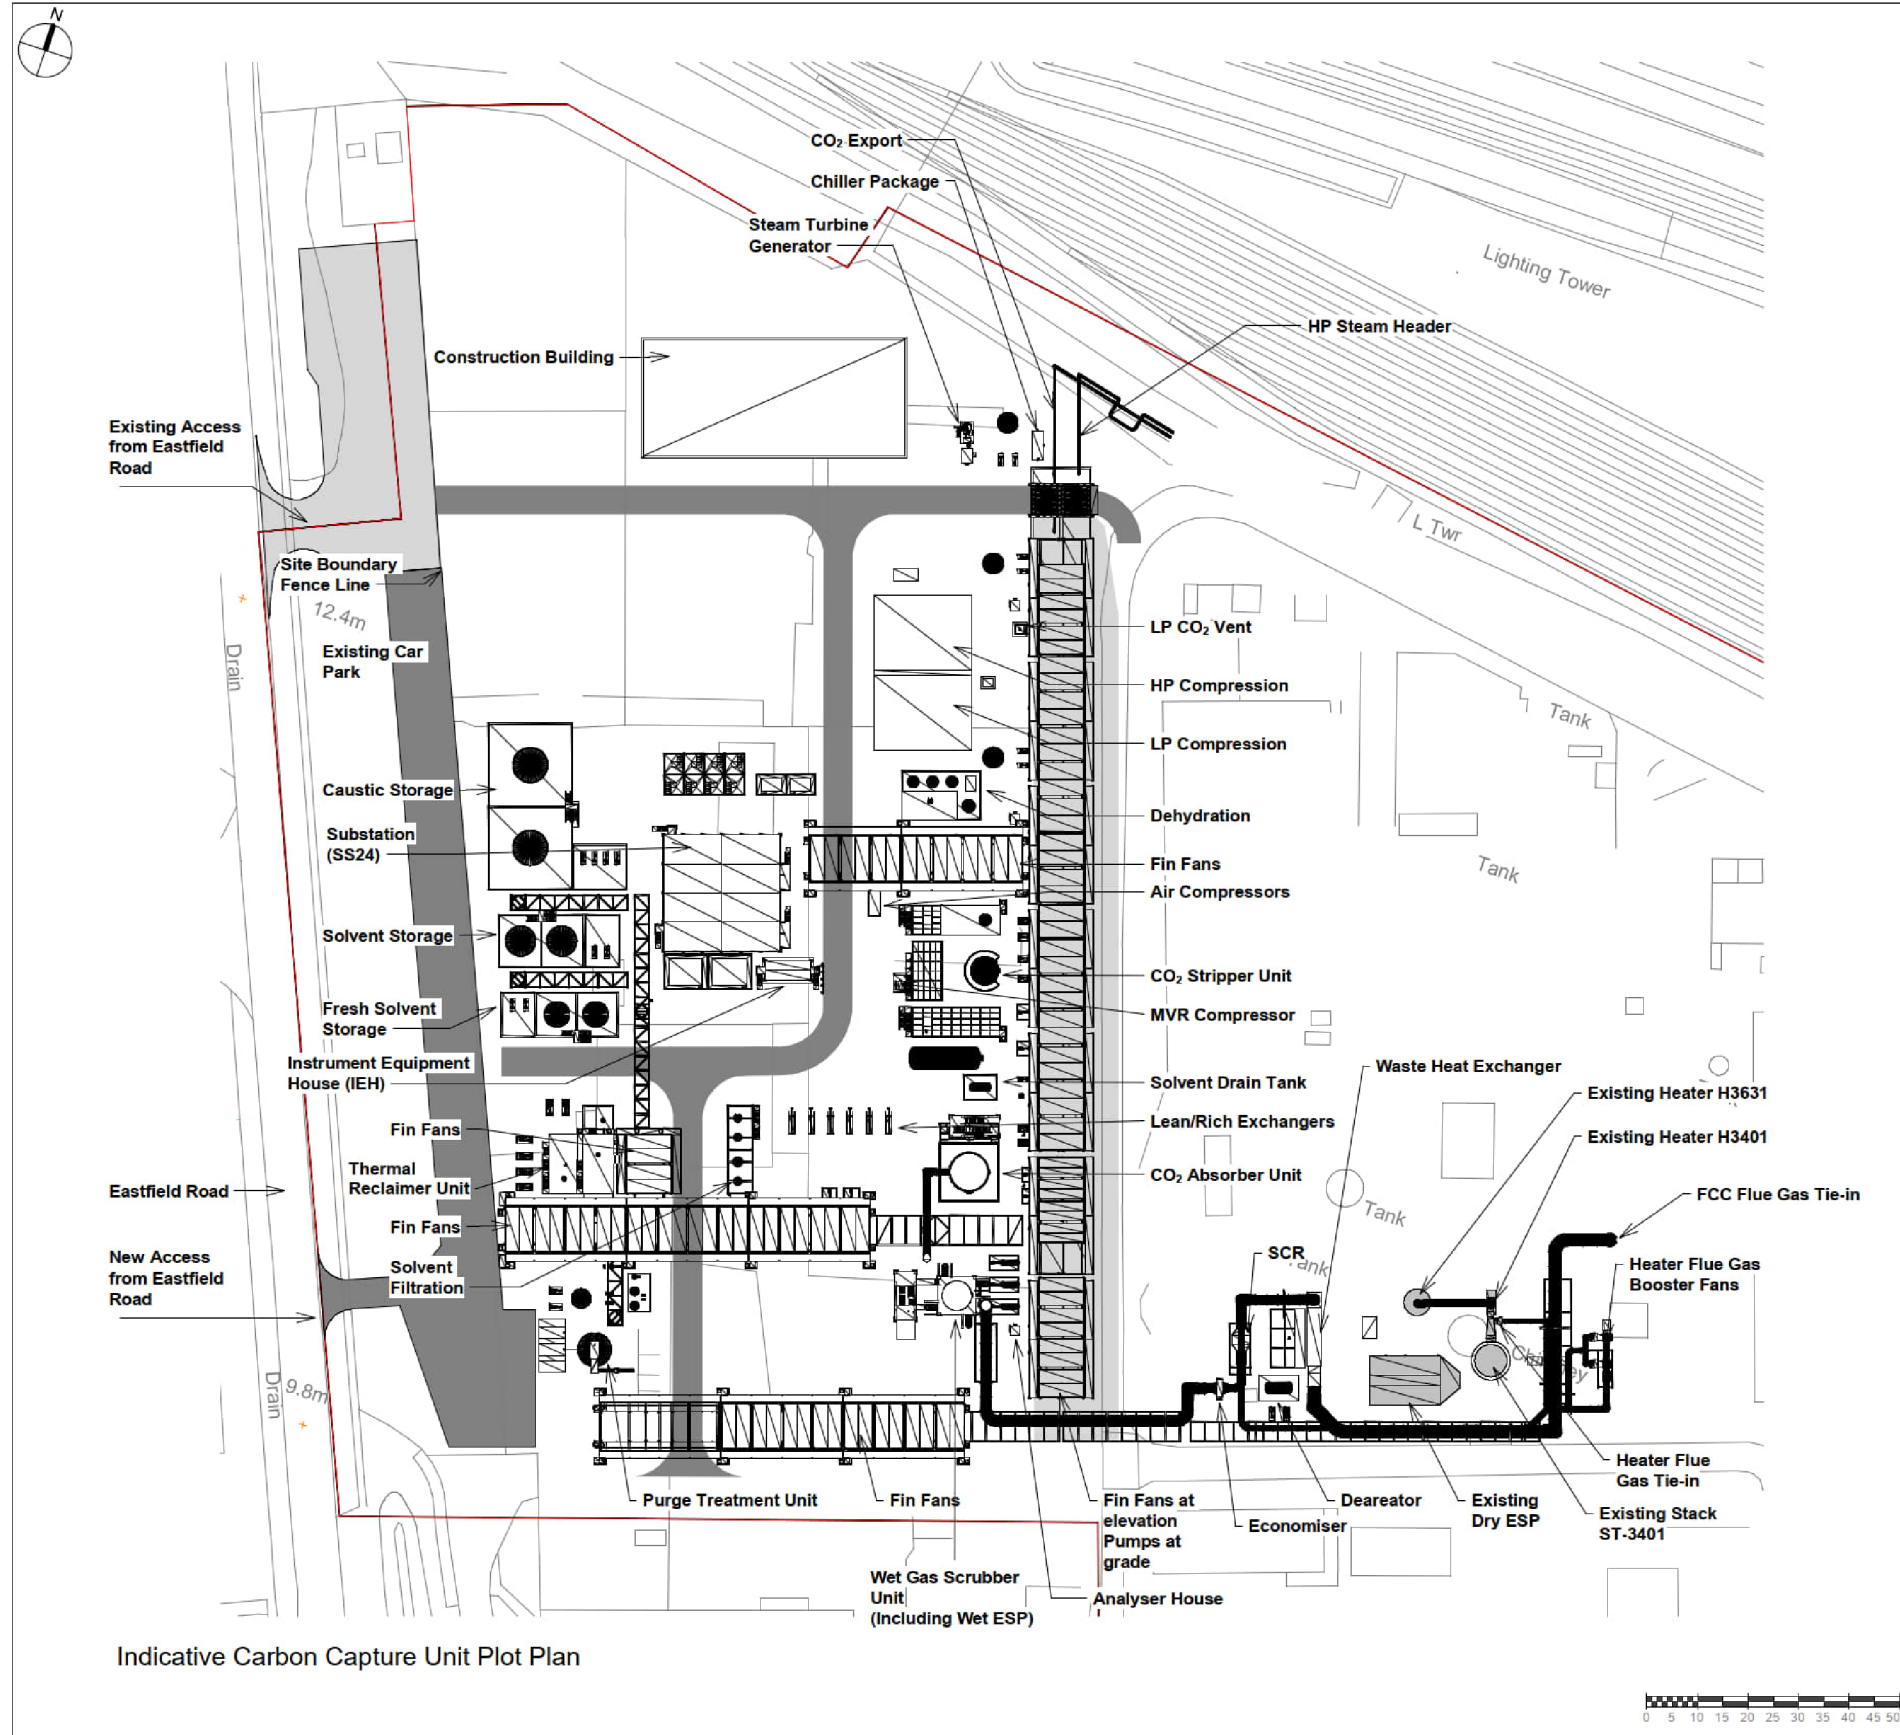 N
CO₂ Export
Chiller Package
Steam Turbine
Generator
Lighting Tower
HP Steam Header
Construction Building
Existing Access
from Eastfield
Road
L Twr
Site Boundary
Fence Line
12.4m
Drain
Existing Car
Park
LP CO₂ Vent
HP Compression
Tank
LP Compression
Caustic Storage
Dehydration
Substation
(SS24)
Fin Fans
Tank
Air Compressors
Solvent Storage
CO₂ Stripper Unit
Fresh Solvent
Storage
MVR Compressor
Instrument Equipment
House (IEH)
Waste Heat Exchanger
Solvent Drain Tank
Existing Heater H3631
Lean/Rich Exchangers
Fin Fans
Existing Heater H3401
Thermal
Reclaimer Unit
CO₂ Absorber Unit
Eastfield Road
FCC Flue Gas Tie-in
Tank
Fin Fans
New Access
from Eastfield
Road
SCR
Solvent
Filtration
Heater Flue Gas
Booster Fans
Drain
9.8m
Heater Flue
Gas Tie-in
Purge Treatment Unit
Fin Fans
Fin Fans at
elevation
Pumps at
grade
Deareator
Economiser
Existing
Dry ESP
Existing Stack
ST-3401
Wet Gas Scrubber
Unit
(Including Wet ESP)
Analyser House
Indicative Carbon Capture Unit Plot Plan
0 5 10 15 20 25 30 35 40 45 50